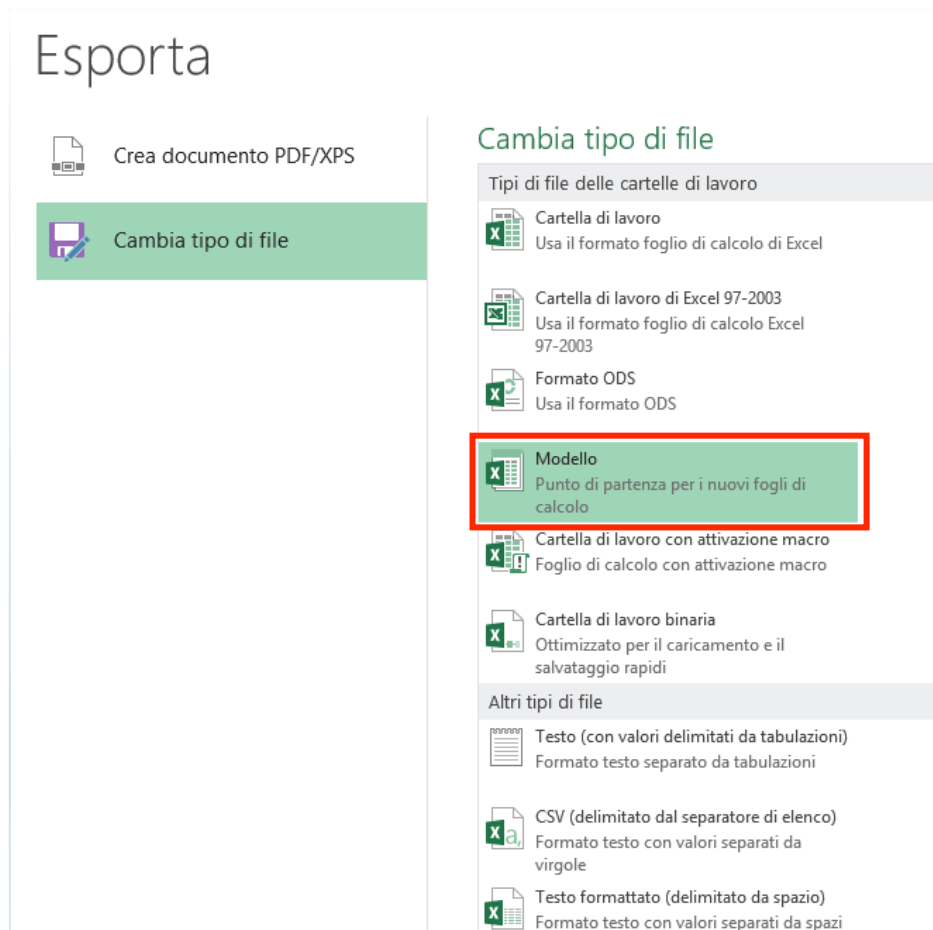 Esporta
Crea documento PDF/XPS
Cambia tipo di file
Cambia tipo di file
Tipi di file delle cartelle di lavoro
Cartella di lavoro
Usa il formato foglio di calcolo di Excel
Cartella di lavoro di Excel 97-2003
Usa il formato foglio di calcolo Excel
97-2003
Formato ODS
Usa il formato ODS
Modello
Punto di partenza per i nuovi fogli di
calcolo
Cartella di lavoro con attivazione macro
Foglio di calcolo con attivazione macro
Cartella di lavoro binaria
Ottimizzato per il caricamento e il
salvataggio rapidi
Altri tipi di file
Testo (con valori delimitati da tabulazioni)
Formato testo separato da tabulazioni
CSV (delimitato dal separatore di elenco)
Formato testo con valori separati da
virgole
Testo formattato (delimitato da spazio)
Formato testo con valori separati da spazi